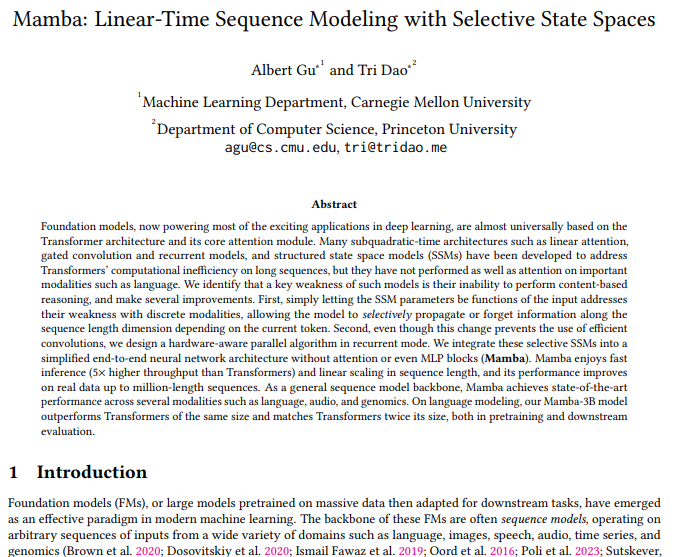 Mamba: Linear-Time Sequence Modeling with Selective State Spaces
Albert Gu*1 and Tri Dao*2
1Machine Learning Department, Carnegie Mellon University
2Department of Computer Science, Princeton University
agu@cs.cmu.edu, tri@tridao.me
Abstract
Foundation models, now powering most of the exciting applications in deep learning, are almost universally based on the
Transformer architecture and its core attention module. Many subquadratic-time architectures such as linear attention,
gated convolution and recurrent models, and structured state space models (SSMs) have been developed to address
Transformers' computational inefficiency on long sequences, but they have not performed as well as attention on important
modalities such as language. We identify that a key weakness of such models is their inability to perform content-based
reasoning, and make several improvements. First, simply letting the SSM parameters be functions of the input addresses
their weakness with discrete modalities, allowing the model to selectively propagate or forget information along the
sequence length dimension depending on the current token. Second, even though this change prevents the use of efficient
convolutions, we design a hardware-aware parallel algorithm in recurrent mode. We integrate these selective SSMs into a
simplified end-to-end neural network architecture without attention or even MLP blocks (Mamba). Mamba enjoys fast
inference (5× higher throughput than Transformers) and linear scaling in sequence length, and its performance improves
on real data up to million-length sequences. As a general sequence model backbone, Mamba achieves state-of-the-art
performance across several modalities such as language, audio, and genomics. On language modeling, our Mamba-3B model
outperforms Transformers of the same size and matches Transformers twice its size, both in pretraining and downstream
evaluation.
1 Introduction
Foundation models (FMs), or large models pretrained on massive data then adapted for downstream tasks, have emerged
as an effective paradigm in modern machine learning. The backbone of these FMs are often sequence models, operating on
arbitrary sequences of inputs from a wide variety of domains such as language, images, speech, audio, time series, and
genomics (Brown et al. 2020; Dosovitskiy et al. 2020; Ismail Fawaz et al. 2019; Oord et al. 2016; Poli et al. 2023; Sutskever,